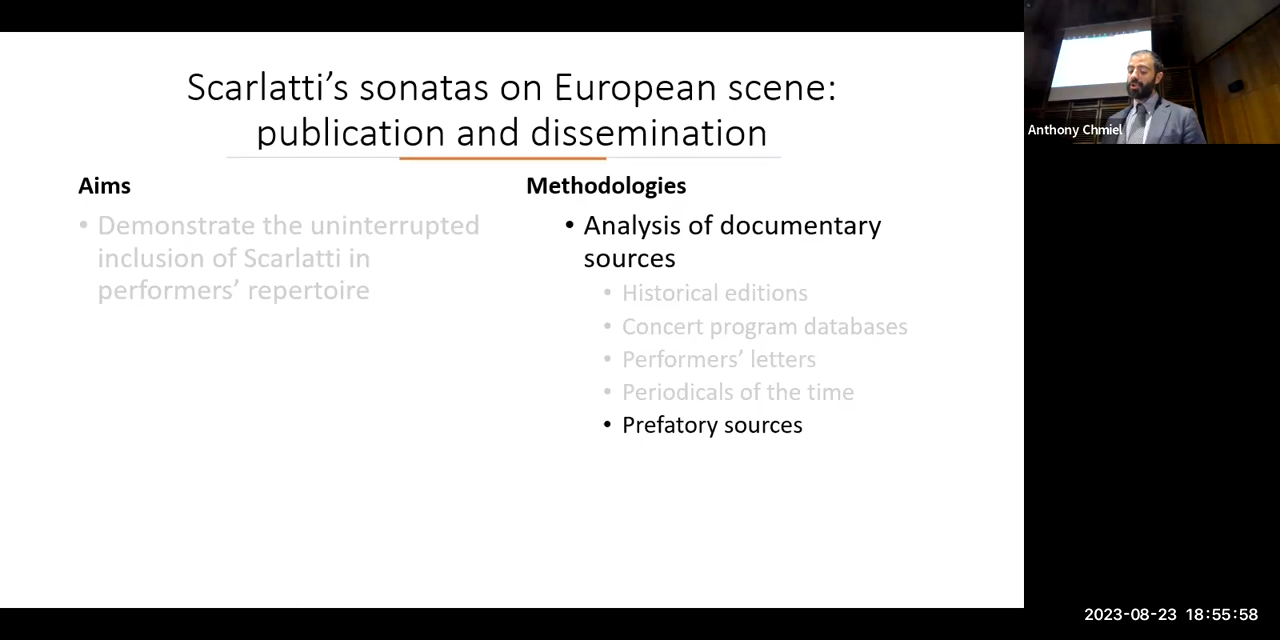 Scarlatti’s sonatas on European scene:
publication and dissemination
Aims
• Demonstrate the uninterrupted
inclusion of Scarlatti in
performers’ repertoire
Methodologies
• Analysis of documentary
sources
• Historical editions
• Concert program databases
• Performers’ letters
• Periodicals of the time
• Prefatory sources
Anthony Chmiel
2023-08-23 18:55:58